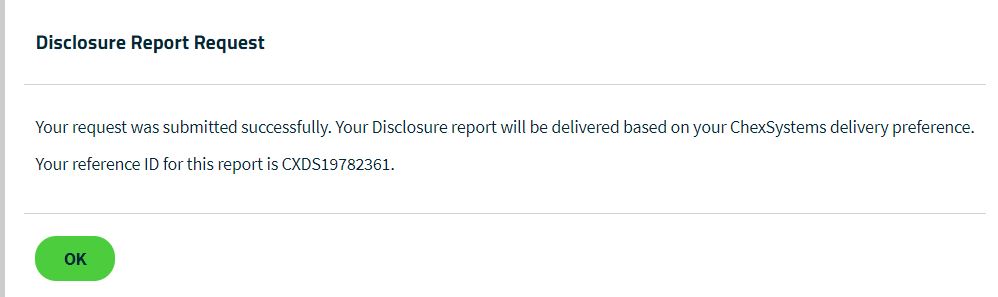 Disclosure Report Request
Your request was submitted successfully. Your Disclosure report will be delivered based on your ChexSystems delivery preference.
Your reference ID for this report is CXDS19782361.
OK